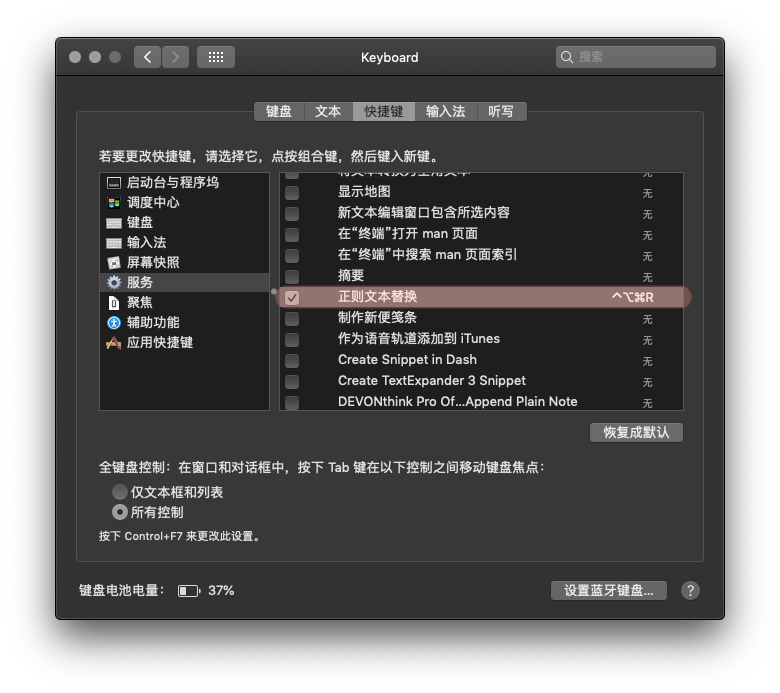 Keyboard
搜索
键盘 文本 快捷键 输入法 听写
若要更改快捷键，请选择它，点按组合键，然后键入新键。
启动台与程序坞
调度中心
键盘
输入法
屏幕快照
服务
聚焦
辅助功能
应用快捷键
无
显示地图 无
新文本编辑窗口包含所选内容 无
在“终端”打开 man 页面 无
在“终端”中搜索 man 页面索引 无
摘要 无
正则文本替换 ^⌥⌘R
制作新便笺条 无
作为语音轨道添加到 iTunes 无
Create Snippet in Dash 无
Create TextExpander 3 Snippet 无
DEVONthink Pro Of...Append Plain Note 无
恢复成默认
全键盘控制：在窗口和对话框中，按下 Tab 键在以下控制之间移动键盘焦点：
仅文本框和列表
所有控制
按下 Control+F7 来更改此设置。
键盘电池电量： 37%
设置蓝牙键盘... ?